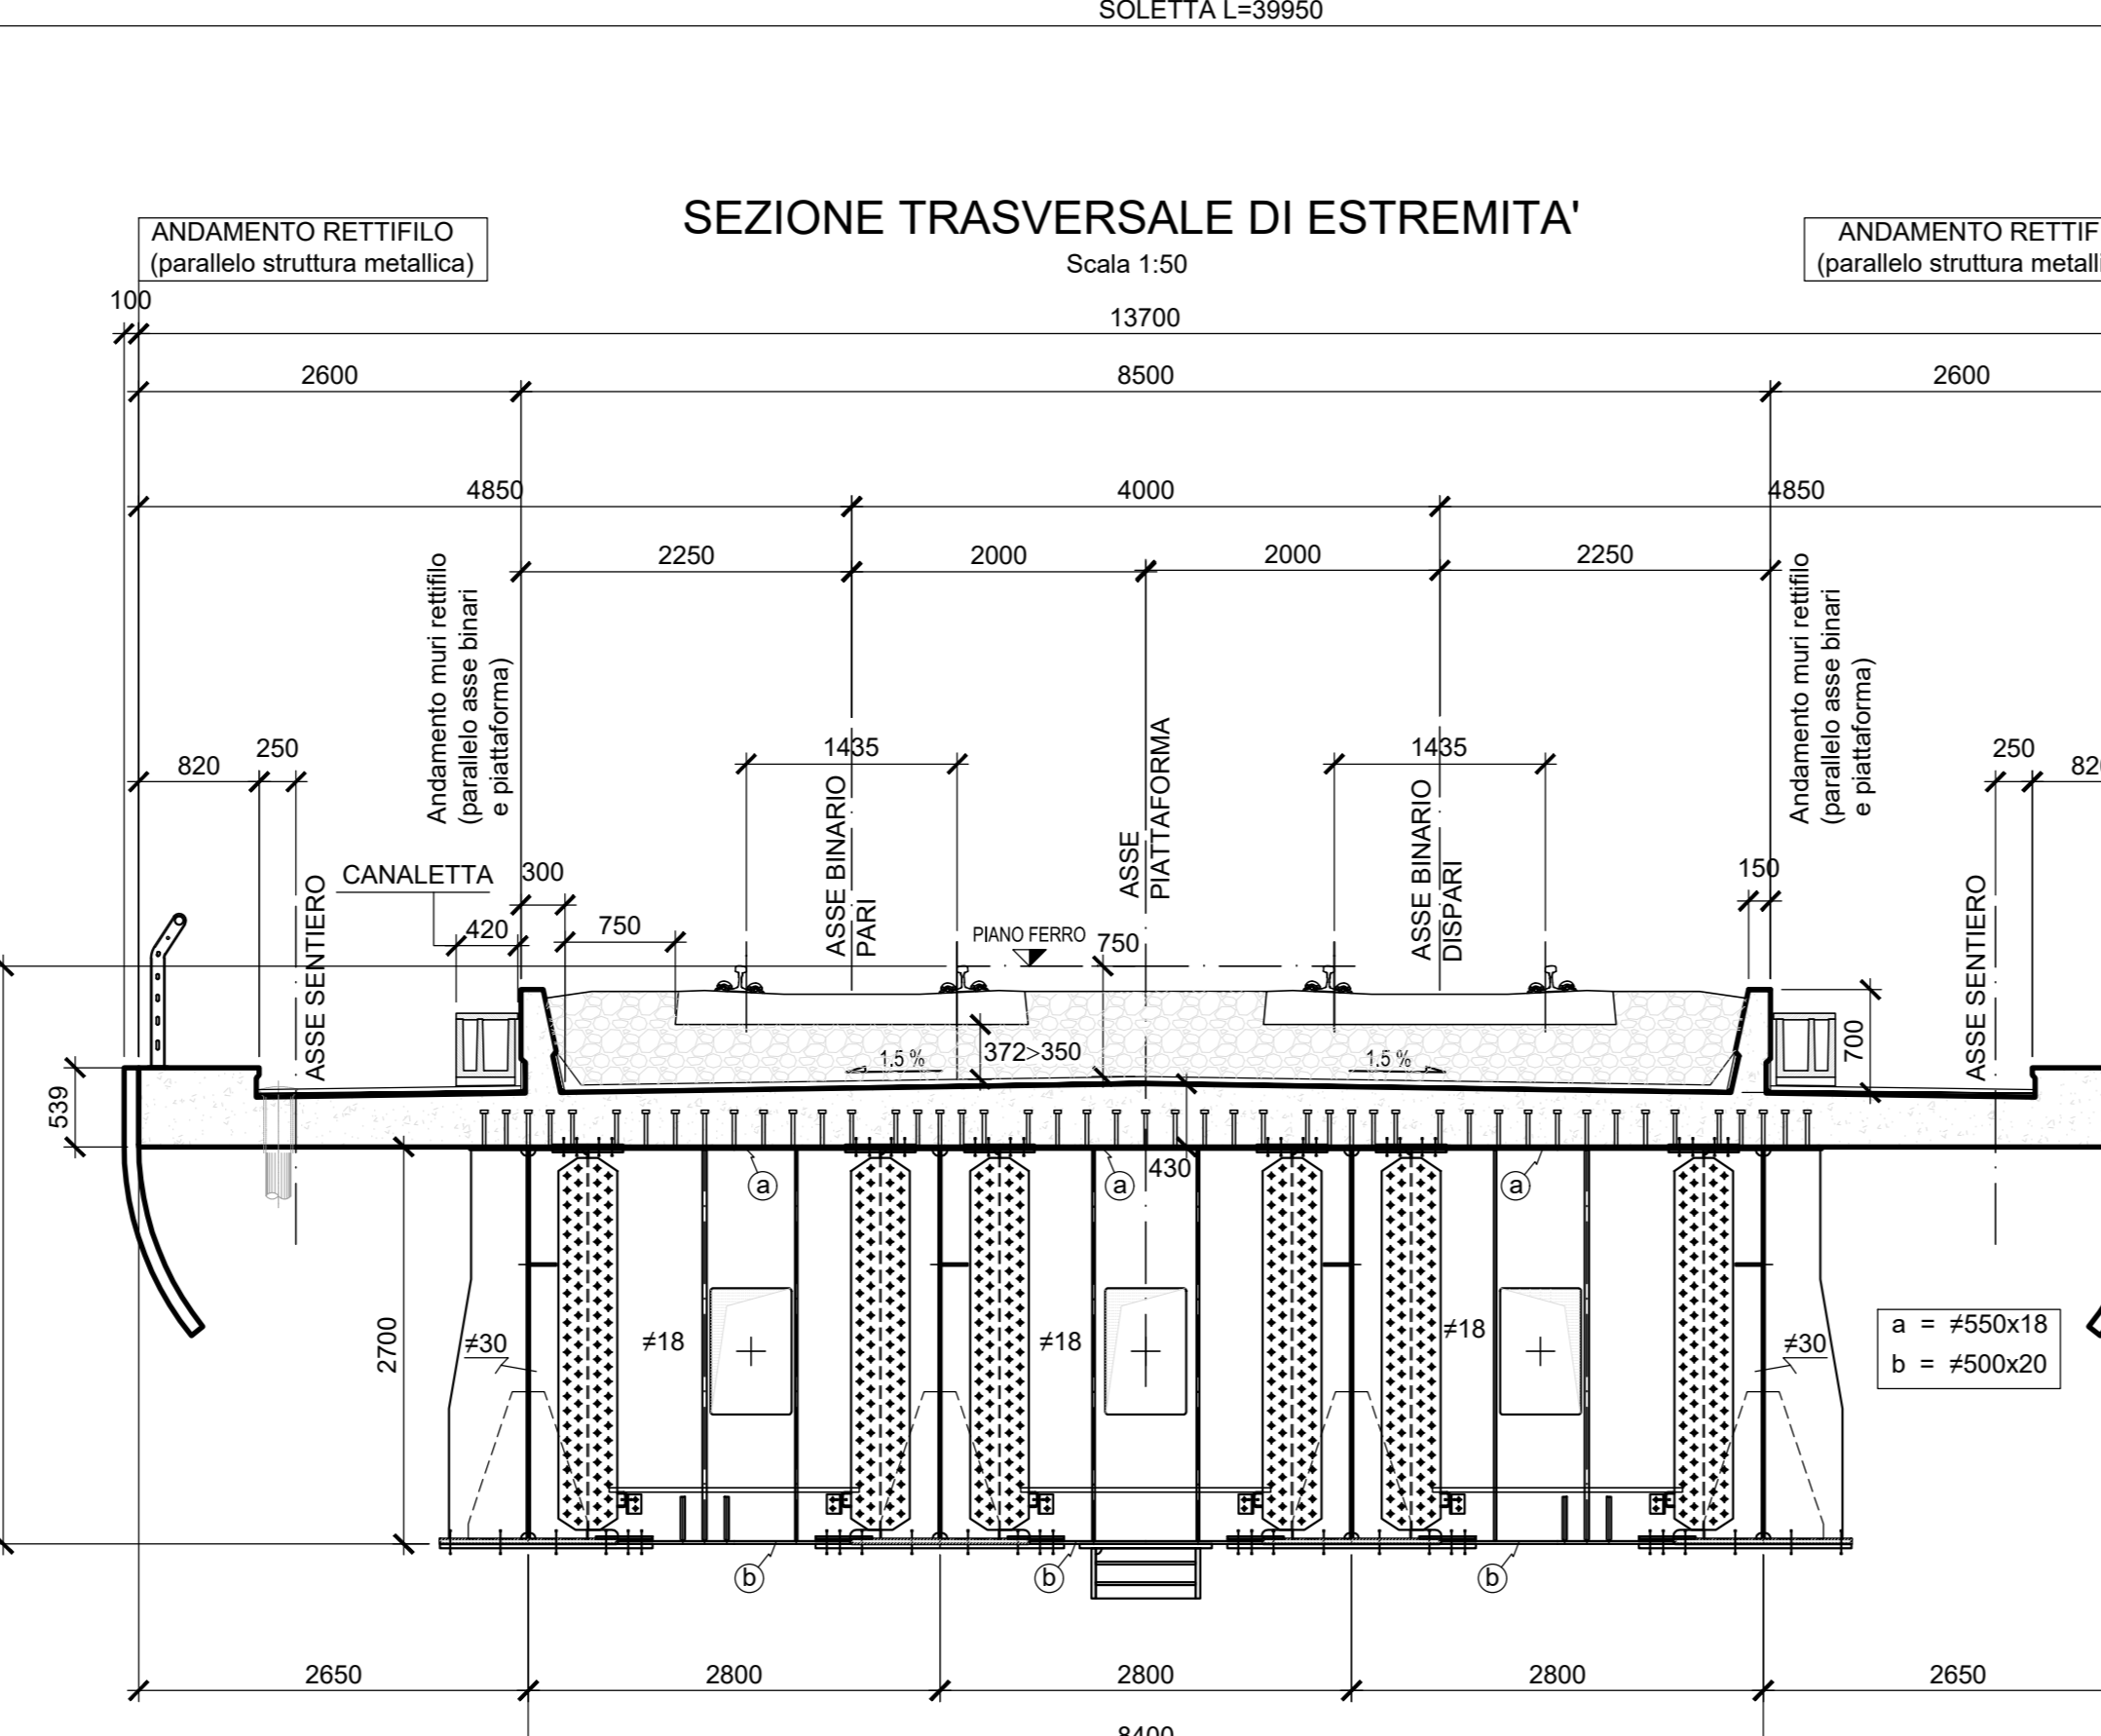 SOLETTA L=39950
SEZIONE TRASVERSALE DI ESTREMITA'
Scala 1:50
ANDAMENTO RETTIFILO
(parallelo struttura metallica)
ANDAMENTO RETTIF
(parallelo struttura metalli
100
13700
2600
8500
2600
4850
4000
4850
2250
2000
2000
2250
Andamento muri rettifilo
(parallelo asse binari
e piattaforma)
Andamento muri rettifilo
(parallelo asse binari
e piattaforma)
820
250
1435
1435
250
820
ASSE SENTIERO
CANALETTA
300
420
750
ASSE BINARIO
PARI
ASSE
PIATTAFORMA
PIANO FERRO
750
ASSE BINARIO
DISPARI
150
ASSE SENTIERO
700
539
1.5 %
372>350
1.5 %
430
a
a
a
2700
≠30
≠18
≠18
≠18
≠30
a = ≠550x18
b = ≠500x20
b
b
b
2650
2800
2800
2800
2650
8400